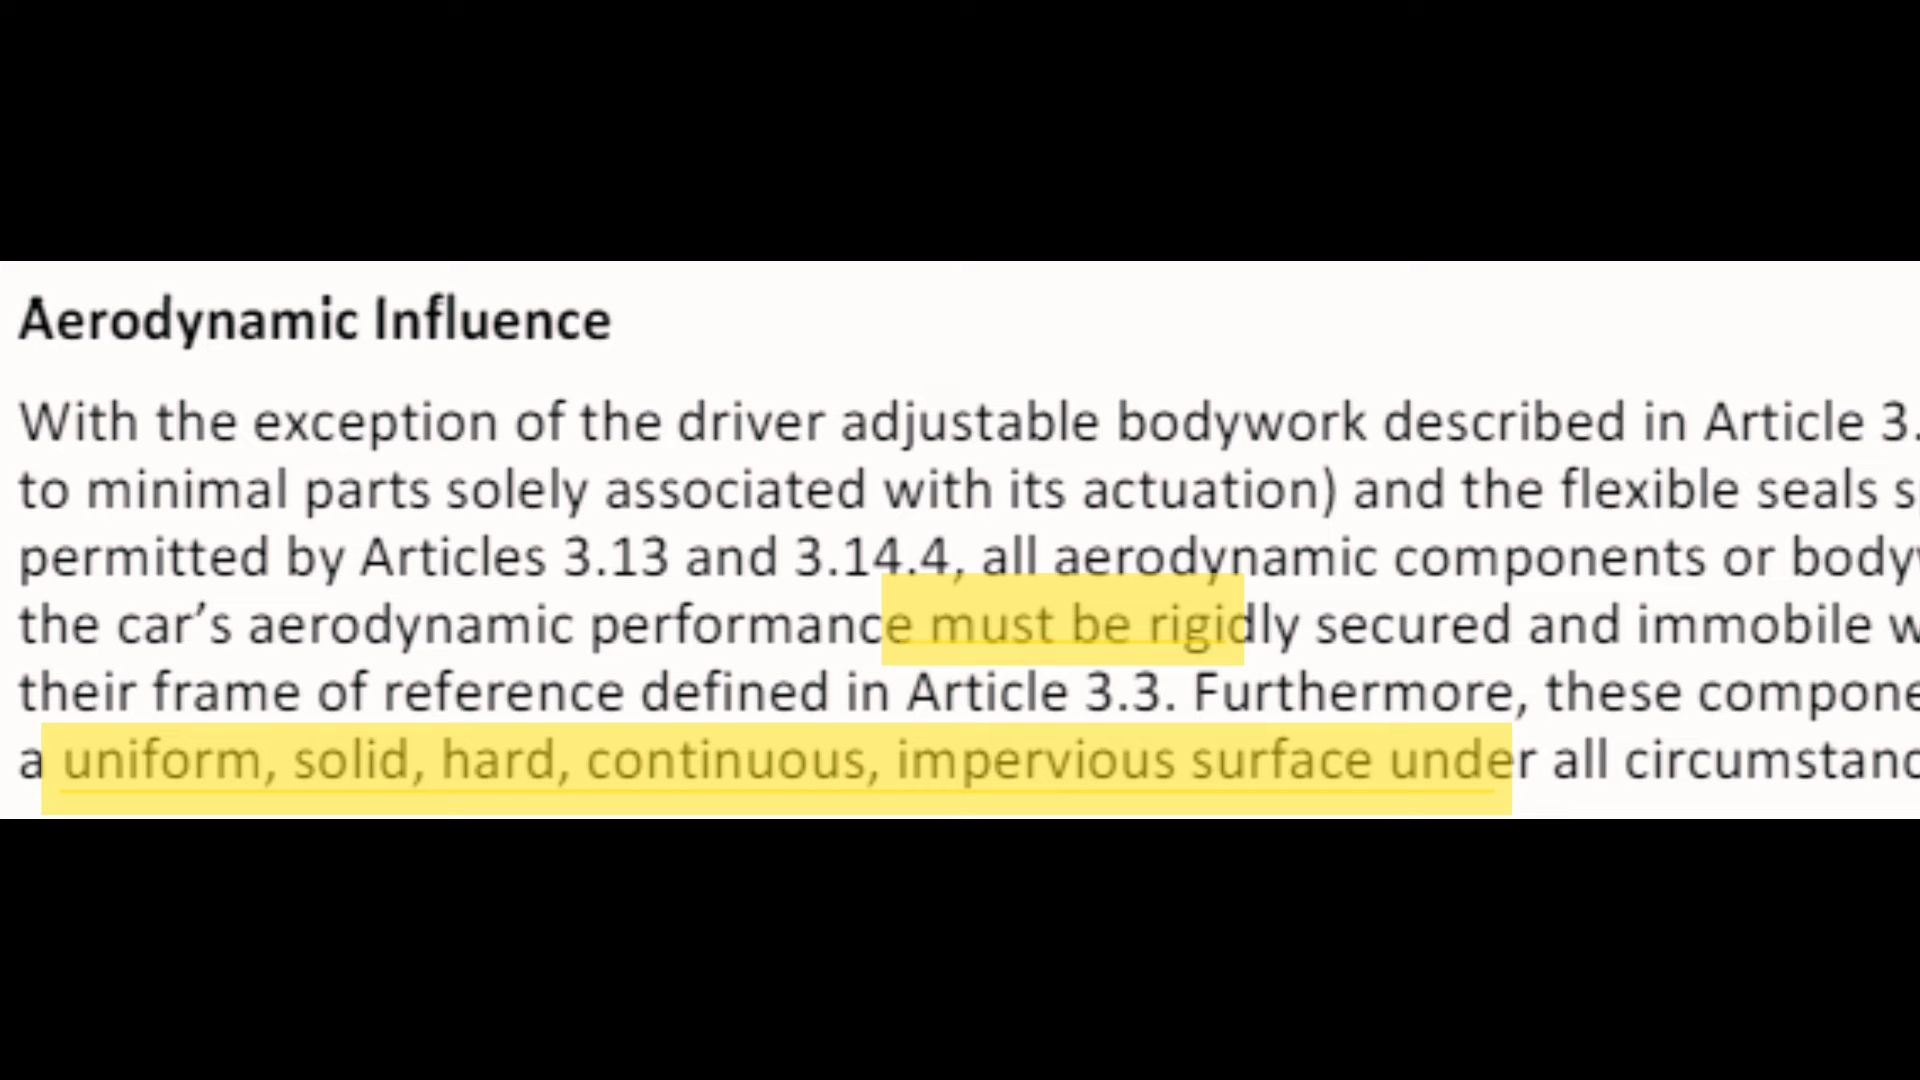 Aerodynamic Influence
With the exception of the driver adjustable bodywork described in Article 3.
to minimal parts solely associated with its actuation) and the flexible seals s
permitted by Articles 3.13 and 3.14.4, all aerodynamic components or body
the car’s aerodynamic performance must be rigidly secured and immobile w
their frame of reference defined in Article 3.3. Furthermore, these compone
a uniform, solid, hard, continuous, impervious surface under all circumstanc